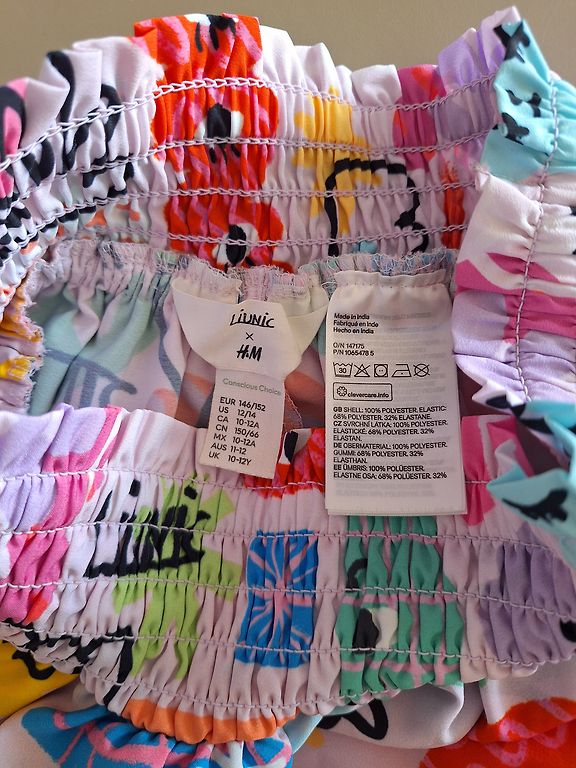 LiUNiC
×
H&M
Conscious Choice
EUR 146/152
US 12/14
CA 10-12A
CN 150/66
MX 10-12A
AUS 11-12
UK 10-12Y
Made in India
Fabriqué en Inde
Hecho en India
O/N 147175
P/N 1065478 5
30
clevercare.info
GB SHELL: 100% POLYESTER. ELASTIC:
68% POLYESTER. 32% ELASTANE.
CZ SVRCHNÍ LÁTKA: 100% POLYESTER.
ELASTICKÉ: 68% POLYESTER. 32%
ELASTAN.
DE OBERMATERIAL: 100% POLYESTER.
GUMMI: 68% POLYESTER. 32%
ELASTHAN.
EE ÜMBRIS: 100% POLÜESTER.
ELASTNE OSA: 68% POLÜESTER. 32%
Liunic